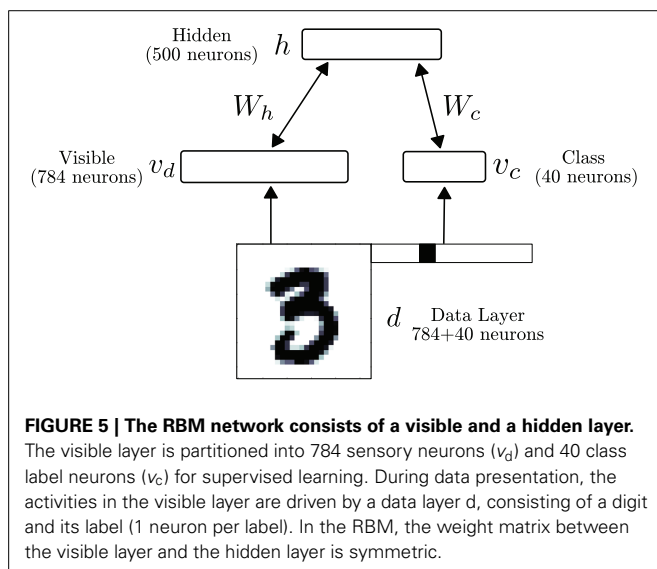 Hidden
(500 neurons) h
W_h W_c
Visible
(784 neurons) v_d
v_c Class
(40 neurons)
3
d Data Layer
784+40 neurons
FIGURE 5 | The RBM network consists of a visible and a hidden layer.
The visible layer is partitioned into 784 sensory neurons (v_d) and 40 class
label neurons (v_c) for supervised learning. During data presentation, the
activities in the visible layer are driven by a data layer d, consisting of a digit
and its label (1 neuron per label). In the RBM, the weight matrix between
the visible layer and the hidden layer is symmetric.